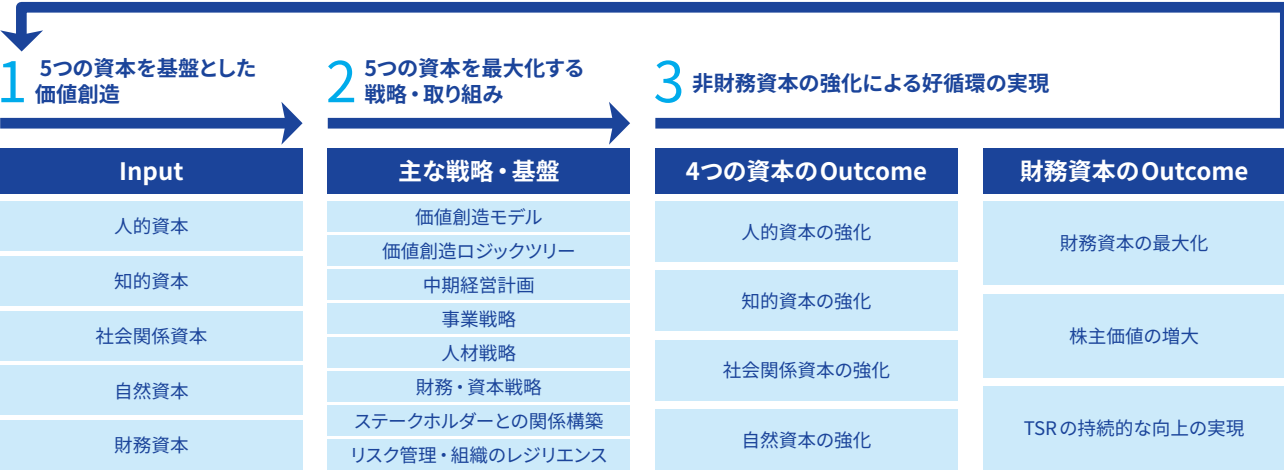 1
5つの資本を基盤とした
価値創造
2
5つの資本を最大化する
戦略・取り組み
3
非財務資本の強化による好循環の実現
Input
人的資本
知的資本
社会関係資本
自然資本
財務資本
主な戦略・基盤
価値創造モデル
価値創造ロジックツリー
中期経営計画
事業戦略
人材戦略
財務・資本戦略
ステークホルダーとの関係構築
リスク管理・組織のレジリエンス
4つの資本のOutcome
人的資本の強化
知的資本の強化
社会関係資本の強化
自然資本の強化
財務資本のOutcome
財務資本の最大化
株主価値の増大
TSRの持続的な向上の実現